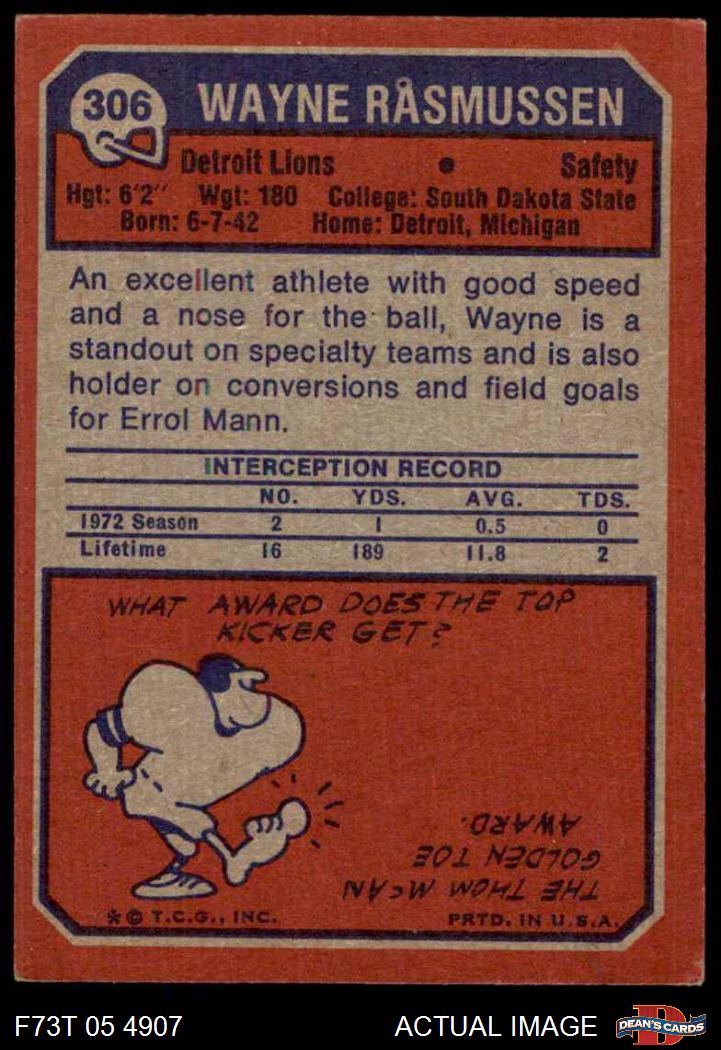 306 WAYNE RASMUSSEN
Detroit Lions • Safety
Hgt: 6'2" Wgt: 180 College: South Dakota State
Born: 6-7-42 Home: Detroit, Michigan
An excellent athlete with good speed
and a nose for the ball, Wayne is a
standout on specialty teams and is also
holder on conversions and field goals
for Errol Mann.
INTERCEPTION RECORD
NO. YDS. AVG. TDS.
1972 Season 2 1 0.5 0
Lifetime 16 189 11.8 2
WHAT AWARD DOES THE TOP
KICKER GET?
THE THOM McAN
GOLDEN TOE
AWARD.
* © T.C.G., INC. PRTD. IN U.S.A.
F73T 05 4907 ACTUAL IMAGE D DEAN'S CARDS